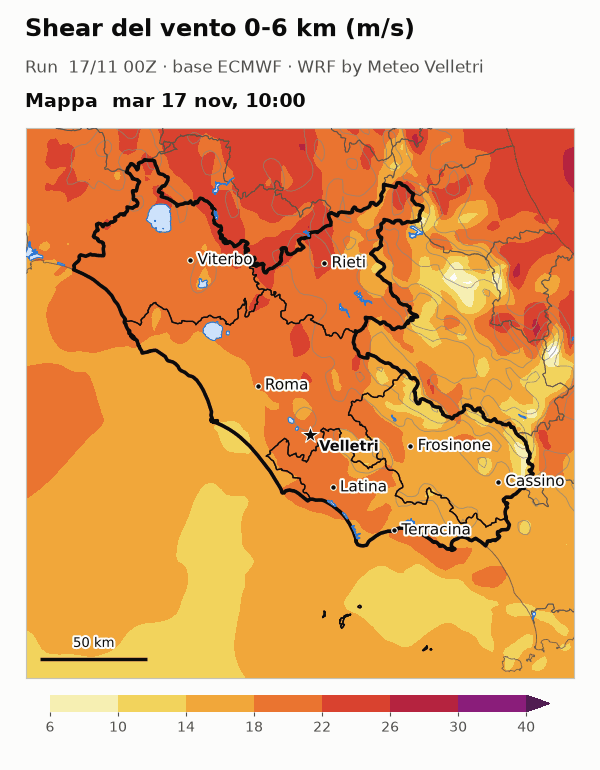 Shear del vento 0-6 km (m/s)
Run  17/11 00Z · base ECMWF · WRF by Meteo Velletri
Mappa  mar 17 nov, 10:00
Viterbo
Rieti
Roma
Velletri
Frosinone
Latina
Cassino
Terracina
50 km
6 10 14 18 22 26 30 40